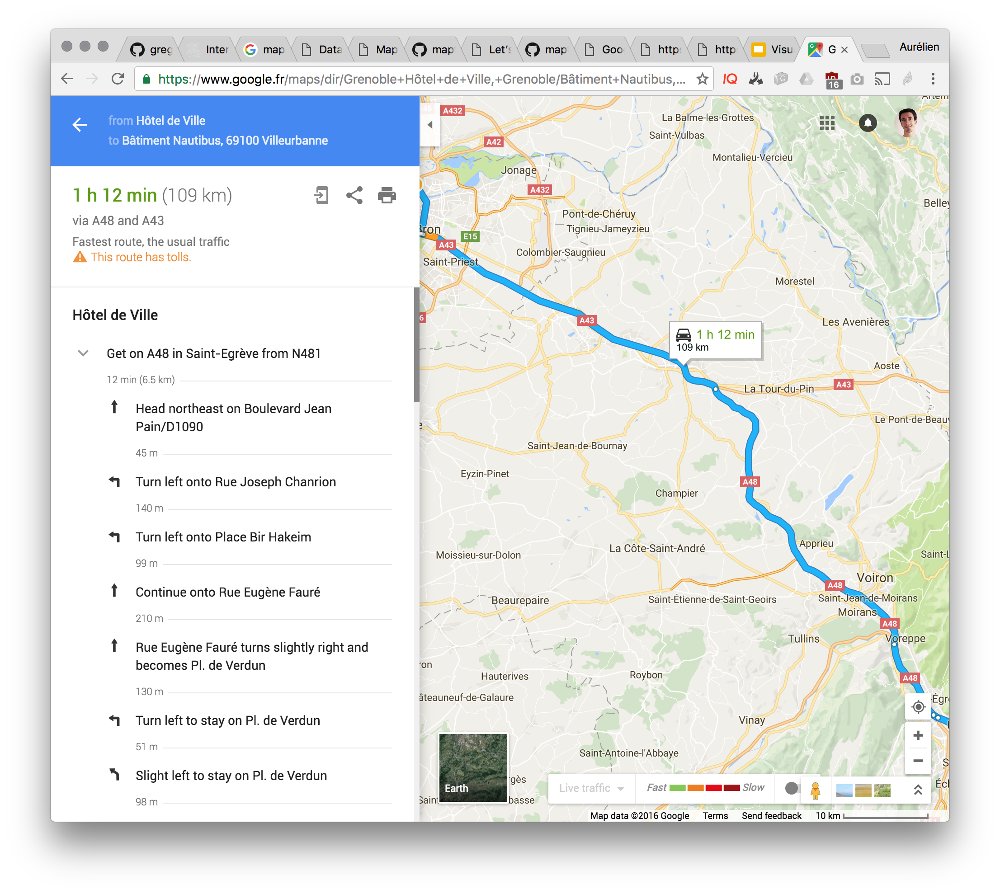 greg
Inter
map
Data
Map
map
Let's
map
Goo
https
http
Visu
G
Aurélien
https://www.google.fr/maps/dir/Grenoble+Hôtel+de+Ville,+Grenoble/Bâtiment+Nautibus,...
IQ
16
from Hôtel de Ville
to Bâtiment Nautibus, 69100 Villeurbanne
1 h 12 min (109 km)
via A48 and A43
Fastest route, the usual traffic
This route has tolls.
Hôtel de Ville
Get on A48 in Saint-Egrève from N481
12 min (6.5 km)
Head northeast on Boulevard Jean
Pain/D1090
45 m
Turn left onto Rue Joseph Chanrion
140 m
Turn left onto Place Bir Hakeim
99 m
Continue onto Rue Eugène Fauré
210 m
Rue Eugène Fauré turns slightly right and
becomes Pl. de Verdun
130 m
Turn left to stay on Pl. de Verdun
51 m
Slight left to stay on Pl. de Verdun
98 m
A432
La Balme-les-Grottes
Saint-Vulbas
A42
Montalieu-Vercieu
Jonage
A432
Belley
Pont-de-Chéruy
Tignieu-Jameyzieu
Bron
E15
A43
Colombier-Saugnieu
Saint-Priest
Morestel
A43
Les Avenières
1 h 12 min
109 km
Aoste
La Tour-du-Pin
A43
Le Pont-de-Beauv
Saint-Jean-de-Bournay
Eyzin-Pinet
A48
Champier
Apprieu
La Côte-Saint-André
Moissieu-sur-Dolon
Saint-L
Voiron
A48
Saint-Jean-de-Moirans
Beaurepaire
Saint-Étienne-de-Saint-Geoirs
Moirans
A48
Tullins
Voreppe
ron
Hauterives
Roybon
A48
âteauneuf-de-Galaure
-Égre
Vinay
Saint-Antoine-l'Abbaye
Earth
rgès
Live traffic
Fast
Slow
Éch
Saint
basse
Map data ©2016 Google
Terms
Send feedback
10 km